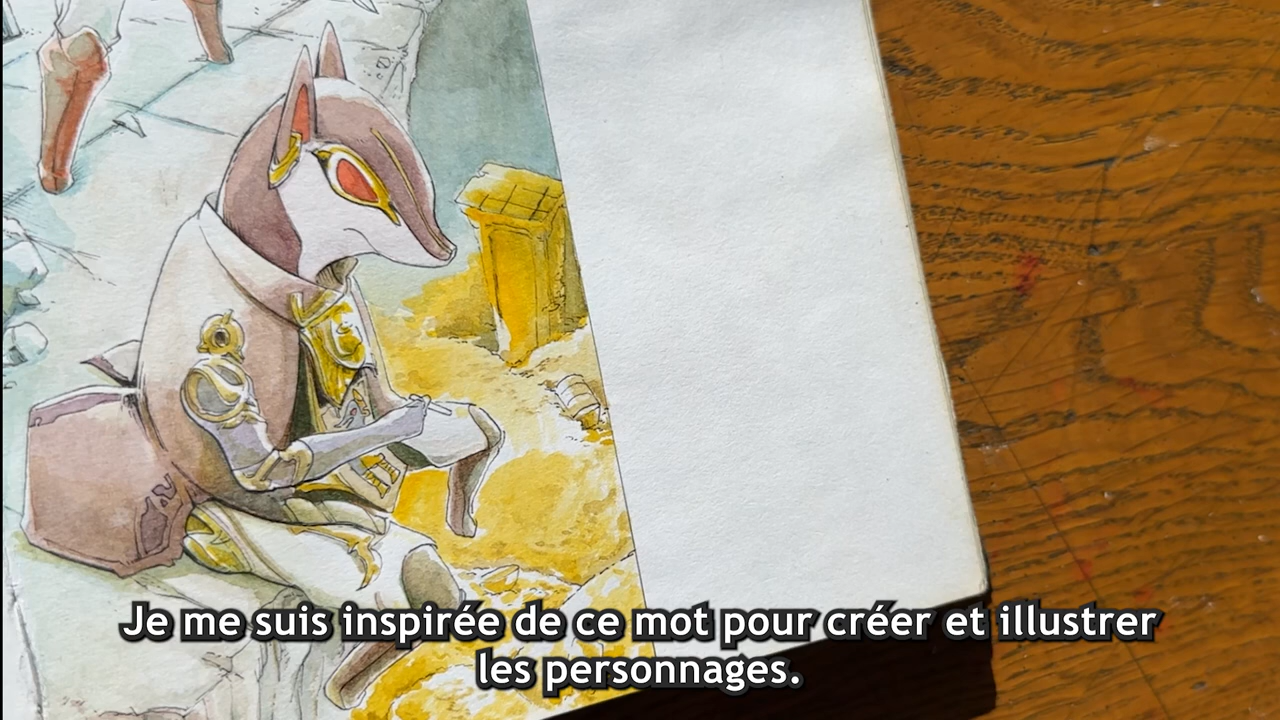 Je me suis inspirée de ce mot pour créer et illustrer
les personnages.